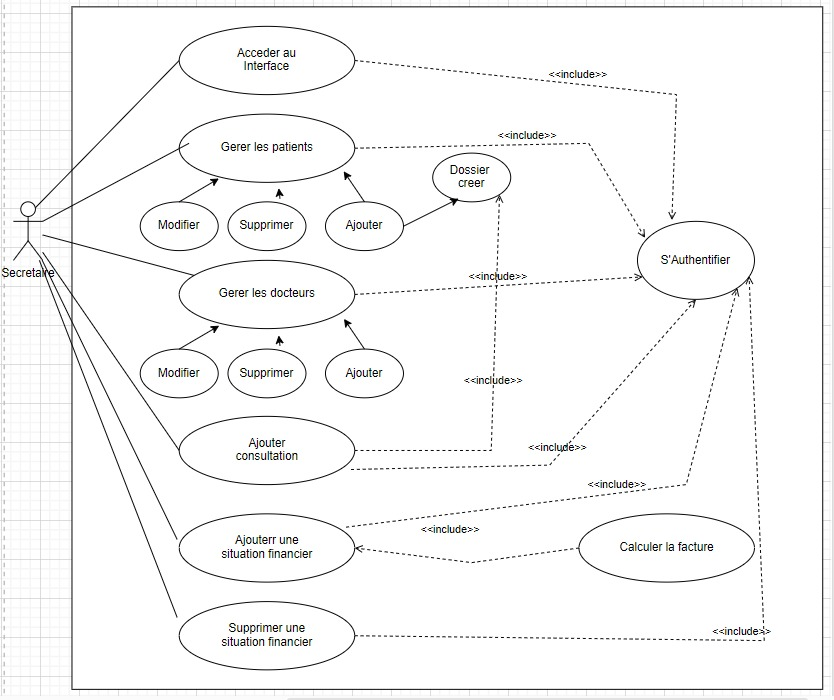 Acceder au
Interface
<<include>>
Gerer les patients
<<include>>
Dossier
creer
Modifier
Supprimer
Ajouter
Secretaire
S'Authentifier
Gerer les docteurs
<<include>>
Modifier
Supprimer
Ajouter
<<include>>
Ajouter
consultation
<<include>>
<<include>>
Ajouterr une
situation financier
<<include>>
Calculer la facture
Supprimer une
situation financier
<<include>>